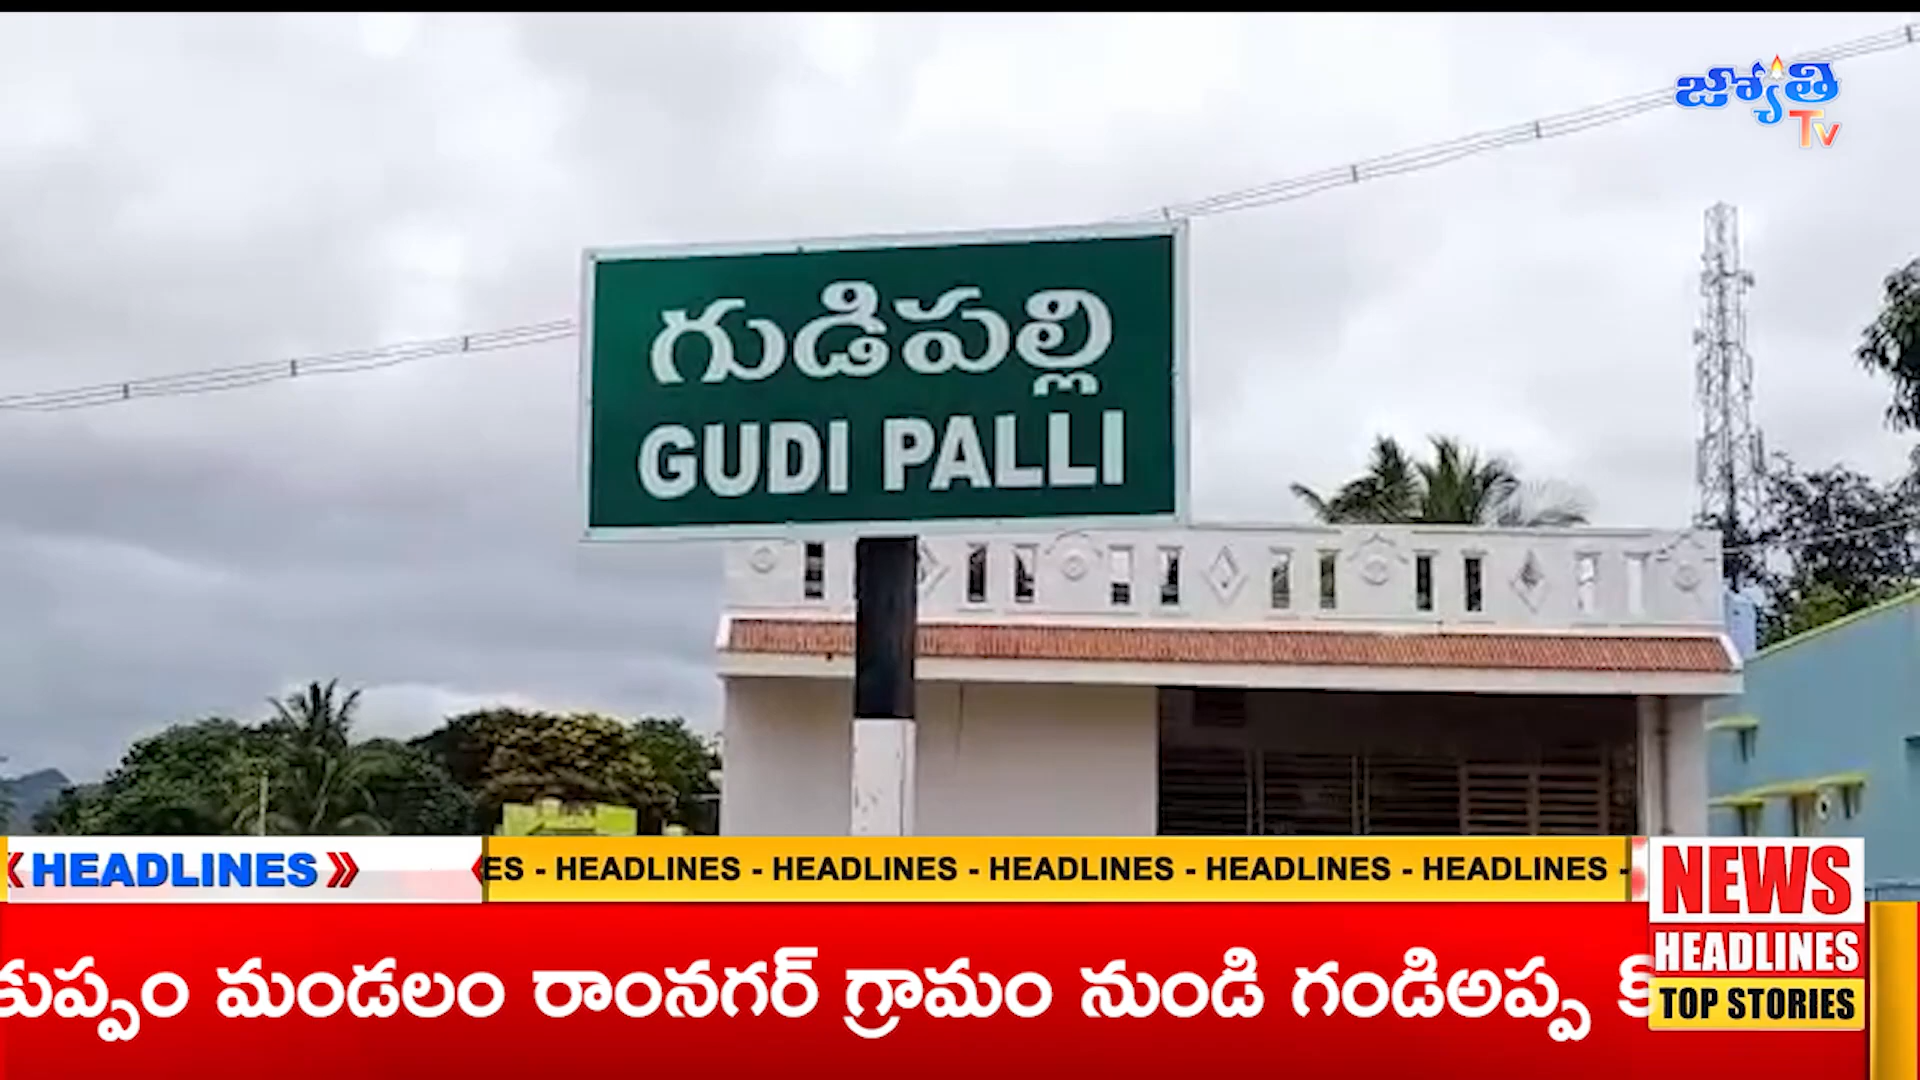 జ్యోతి
Tv
గుడిపల్లి
GUDI PALLI
HEADLINES
ES - HEADLINES - HEADLINES - HEADLINES - HEADLINES - HEADLINES -
NEWS
HEADLINES
TOP STORIES
కుప్పం మండలం రాంనగర్ గ్రామం నుండి గండిఅప్ప